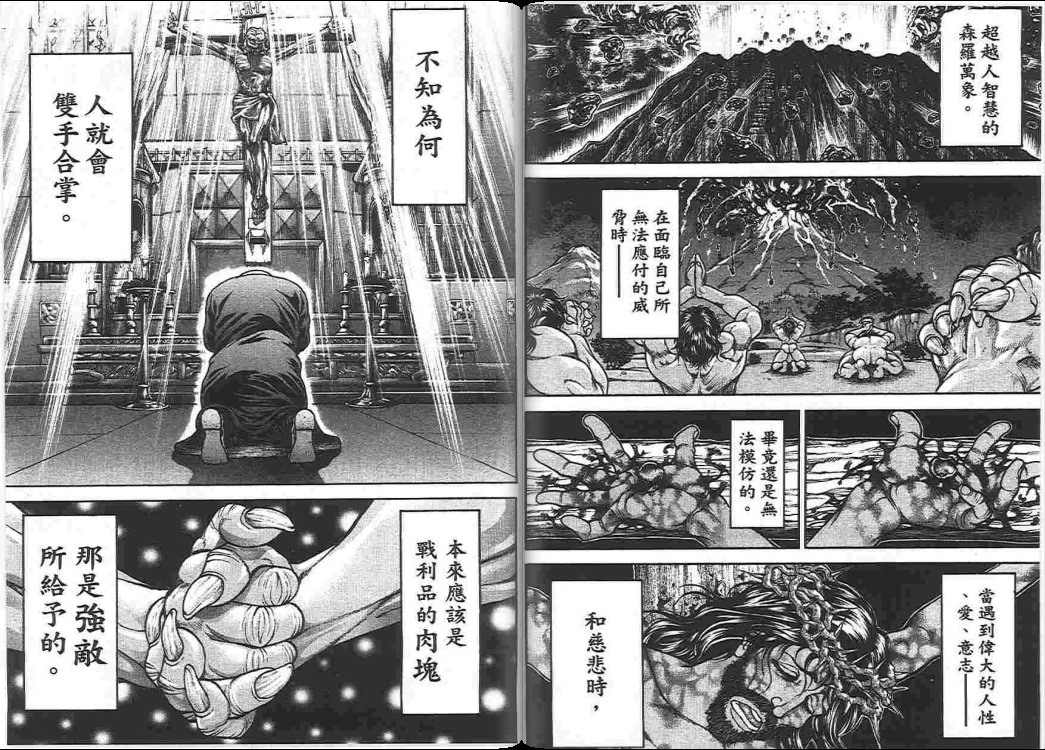 超越人智慧的
森羅萬象。
在面臨自己所
無法應付的威
脅時——
畢竟還是無
法模仿的。
當遇到偉大的人性
、愛、意志——
和慈悲時，
不知為何
人就會
雙手合掌。
本來應該是
戰利品的肉塊
那是強敵
所給予的。